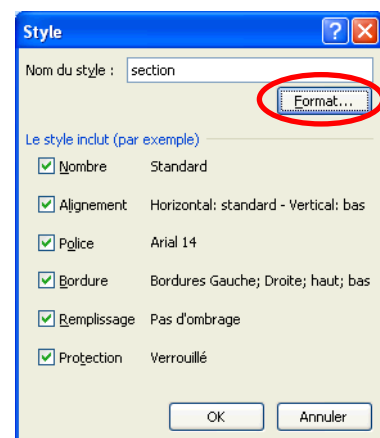 Style
Nom du style : section
Format...
Le style inclut (par exemple)
Nombre Standard
Alignement Horizontal: standard - Vertical: bas
Police Arial 14
Bordure Bordures Gauche; Droite; haut; bas
Remplissage Pas d'ombrage
Protection Verrouillé
OK Annuler